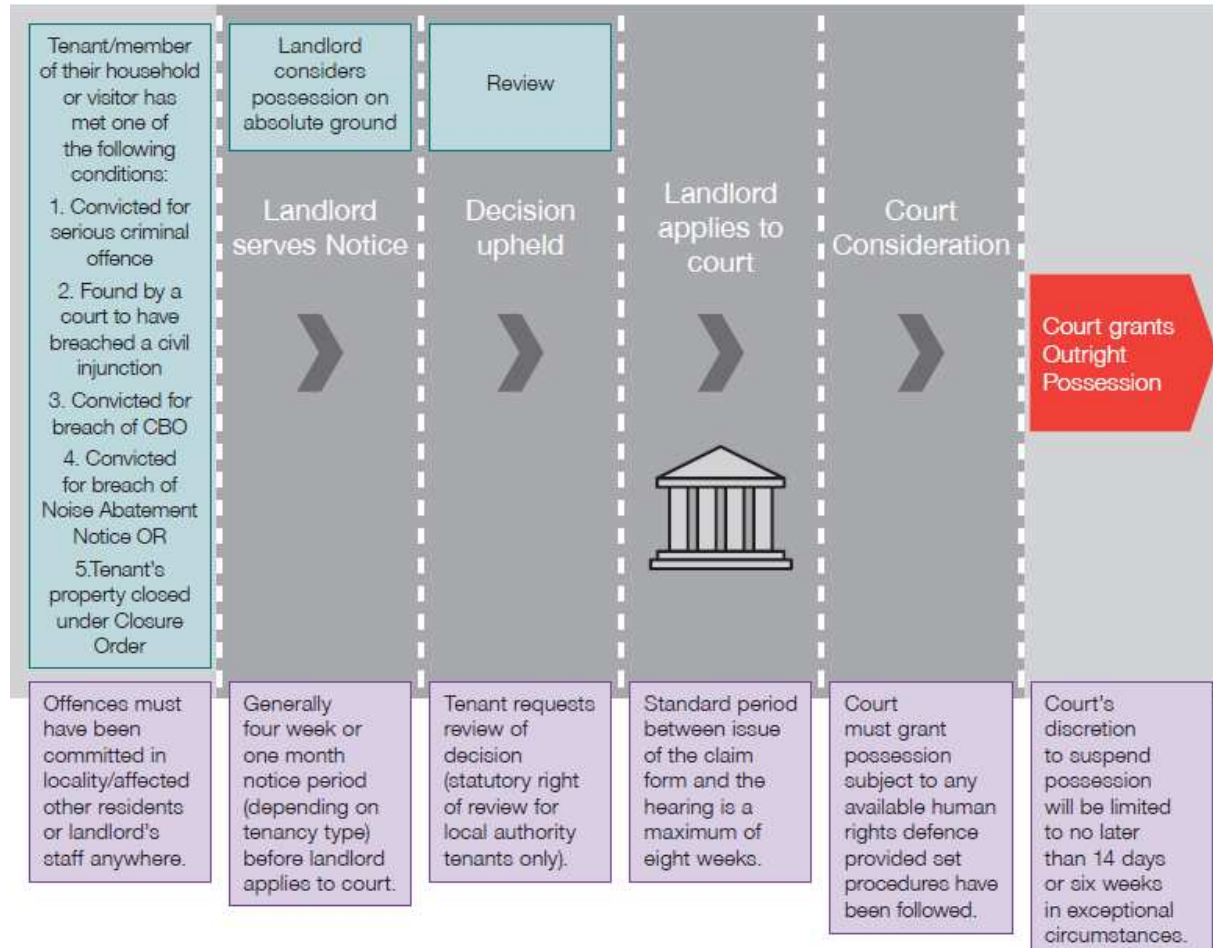 Tenant/member
of their household
or visitor has
met one of
the following
conditions:
1. Convicted for
serious criminal
offence
2. Found by a
court to have
breached a civil
injunction
3. Convicted for
breach of CBO
4. Convicted
for breach of
Noise Abatement
Notice OR
5.Tenant's
property closed
under Closure
Order
Offences must
have been
committed in
locality/affected
other residents
or landlord's
staff anywhere.
Landlord
considers
possession on
absolute ground
Landlord
serves Notice
Generally
four week or
one month
notice period
(depending on
tenancy type)
before landlord
applies to court.
Review
Decision
upheld
Tenant requests
review of
decision
(statutory right
of review for
local authority
tenants only).
Landlord
applies to
court
Standard period
between issue
of the claim
form and the
hearing is a
maximum of
eight weeks.
Court
Consideration
Court
must grant
possession
subject to any
available human
rights defence
provided set
procedures have
been followed.
Court grants
Outright
Possession
Court's
discretion
to suspend
possession
will be limited
to no later
than 14 days
or six weeks
in exceptional
circumstances.